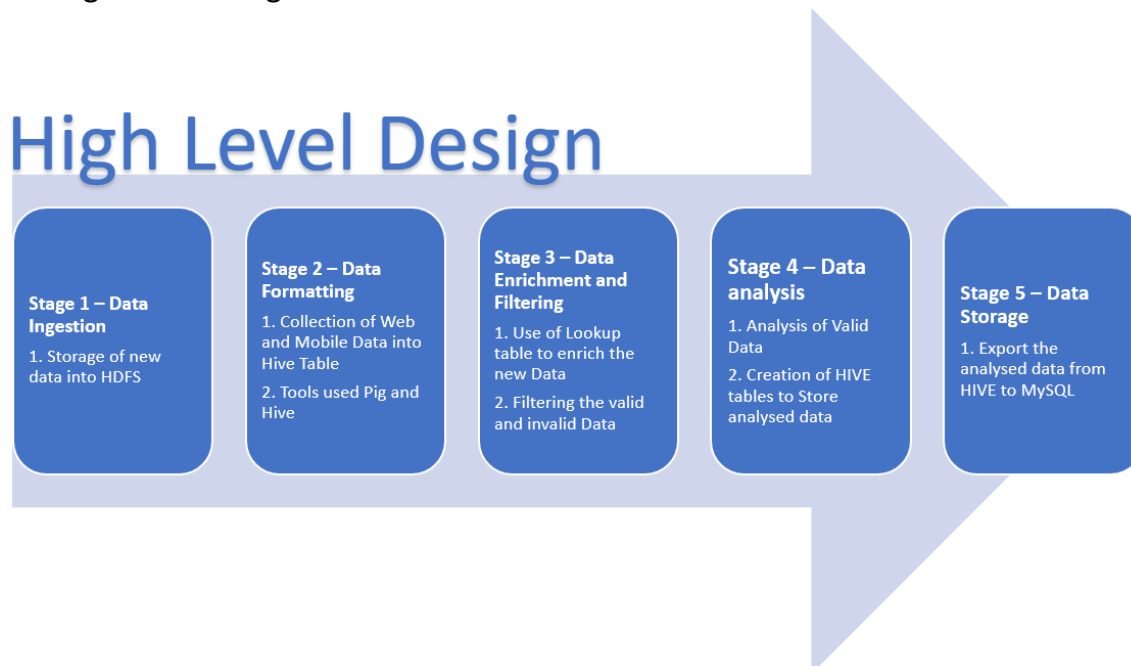 High Level Design
Stage 1 – Data
Ingestion
1. Storage of new
data into HDFS
Stage 2 – Data
Formatting
1. Collection of Web
and Mobile Data into
Hive Table
2. Tools used Pig and
Hive
Stage 3 – Data
Enrichment and
Filtering
1. Use of Lookup
table to enrich the
new Data
2. Filtering the valid
and invalid Data
Stage 4 – Data
analysis
1. Analysis of Valid
Data
2. Creation of HIVE
tables to Store
analysed data
Stage 5 – Data
Storage
1. Export the
analysed data from
HIVE to MySQL